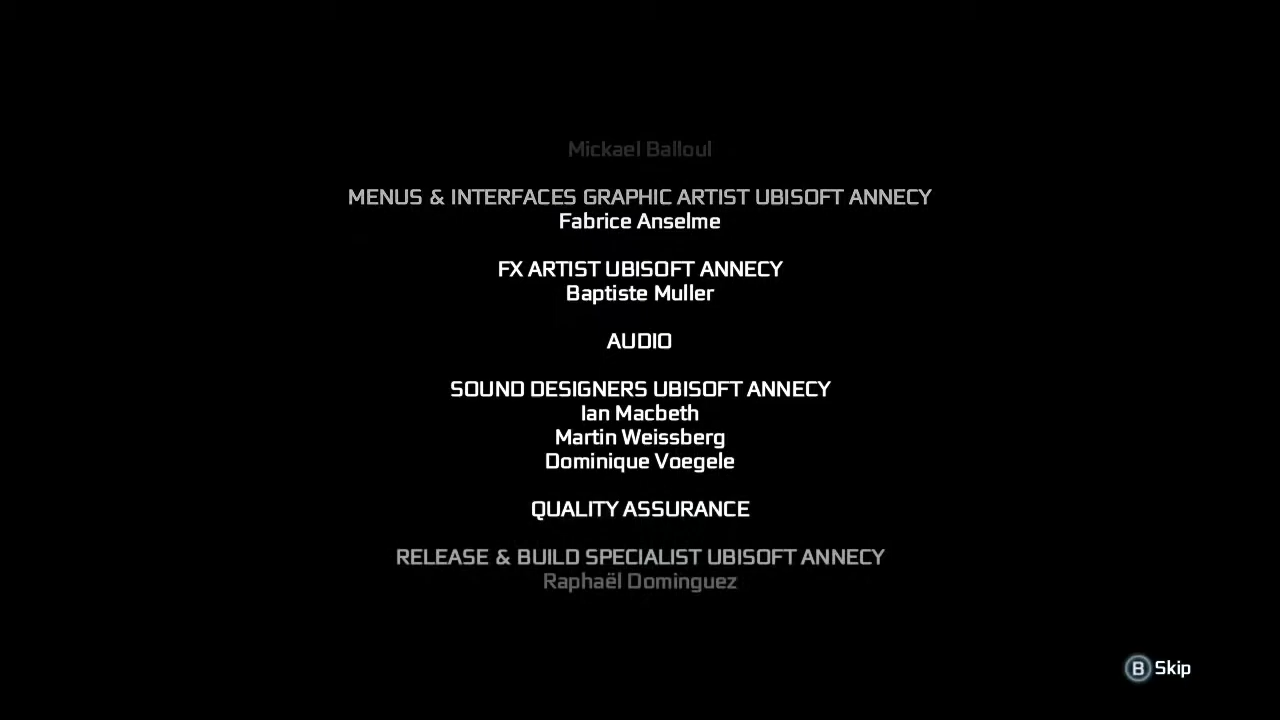 Mickael Balloul
MENUS & INTERFACES GRAPHIC ARTIST UBISOFT ANNECY
Fabrice Anselme
FX ARTIST UBISOFT ANNECY
Baptiste Muller
AUDIO
SOUND DESIGNERS UBISOFT ANNECY
Ian Macbeth
Martin Weissberg
Dominique Voegele
QUALITY ASSURANCE
RELEASE & BUILD SPECIALIST UBISOFT ANNECY
Raphaël Dominguez
B Skip